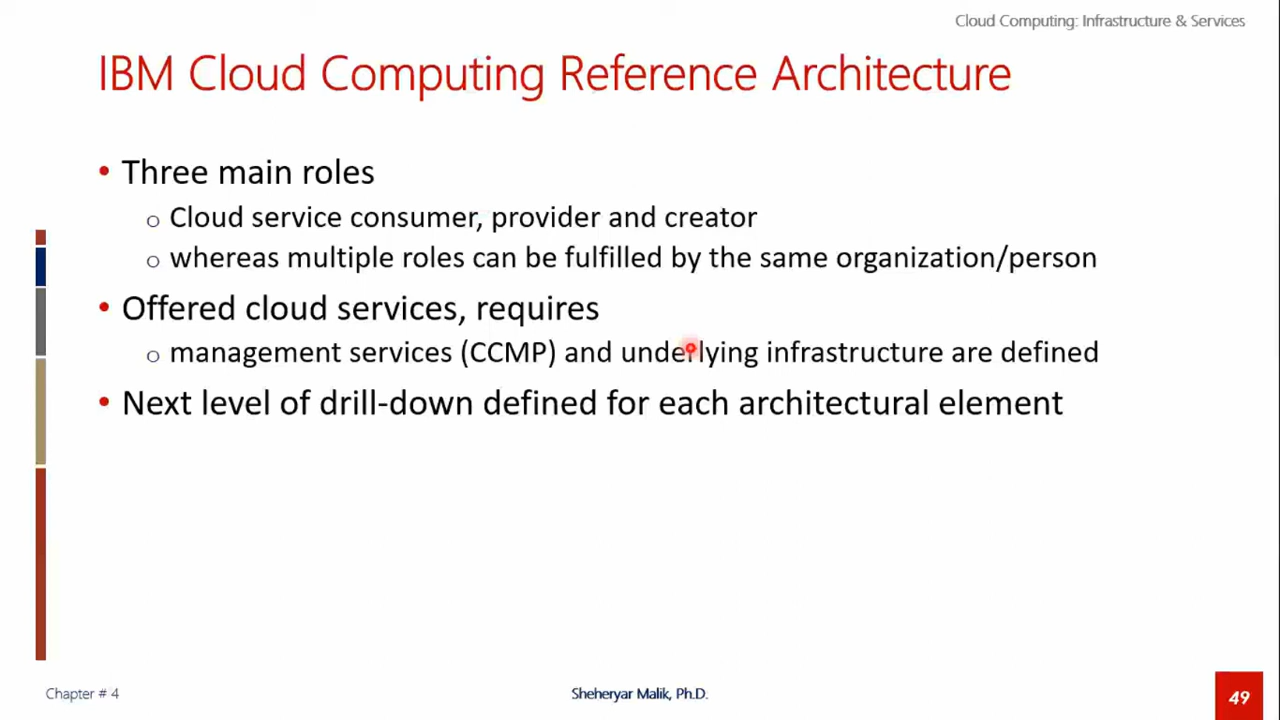 Cloud Computing: Infrastructure & Services
IBM Cloud Computing Reference Architecture
• Three main roles
o Cloud service consumer, provider and creator
o whereas multiple roles can be fulfilled by the same organization/person
• Offered cloud services, requires
o management services (CCMP) and underlying infrastructure are defined
• Next level of drill-down defined for each architectural element
Chapter # 4
Sheheryar Malik, Ph.D.
49